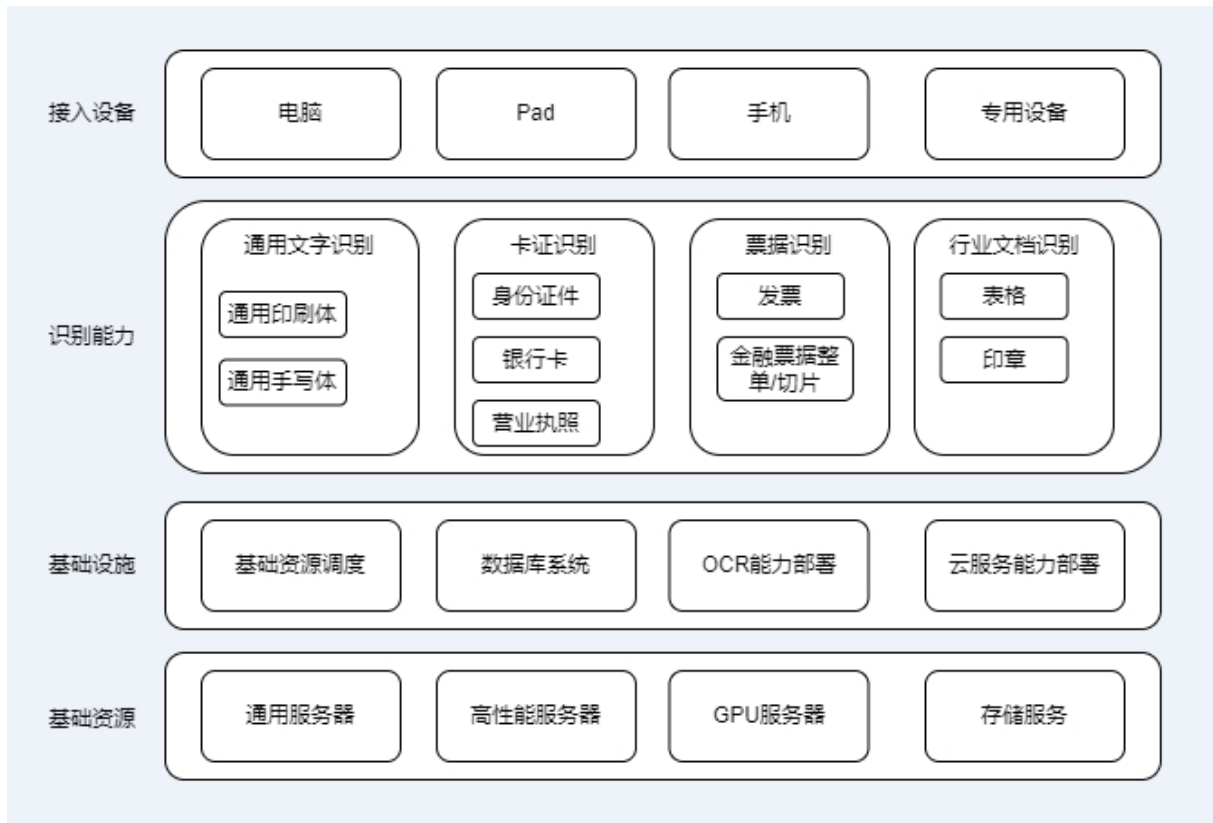 接入设备
电脑
Pad
手机
专用设备
识别能力
通用文字识别
通用印刷体
通用手写体
卡证识别
身份证件
银行卡
营业执照
票据识别
发票
金融票据整
单/切片
行业文档识别
表格
印章
基础设施
基础资源调度
数据库系统
OCR能力部署
云服务能力部署
基础资源
通用服务器
高性能服务器
GPU服务器
存储服务